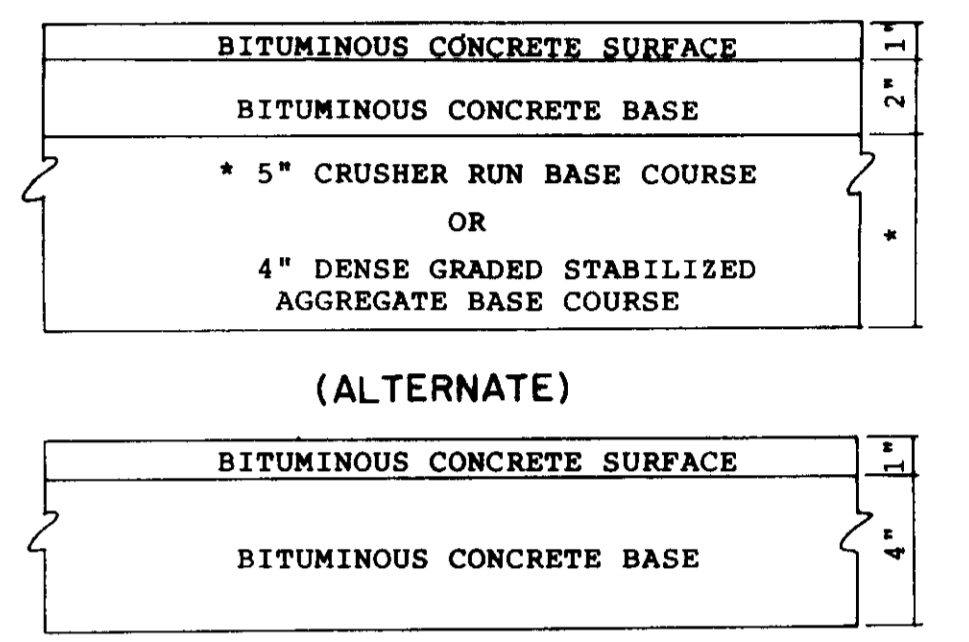 BITUMINOUS CONCRETE SURFACE
1"
BITUMINOUS CONCRETE BASE
2"
* 5" CRUSHER RUN BASE COURSE
OR
*
4" DENSE GRADED STABILIZED
AGGREGATE BASE COURSE
(ALTERNATE)
BITUMINOUS CONCRETE SURFACE
1"
BITUMINOUS CONCRETE BASE
4"